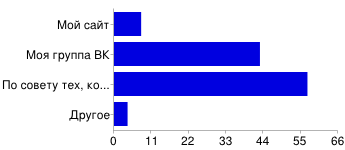 Мой сайт
Моя группа ВК
По совету тех, ко...
Другое
0 11 22 33 44 55 66